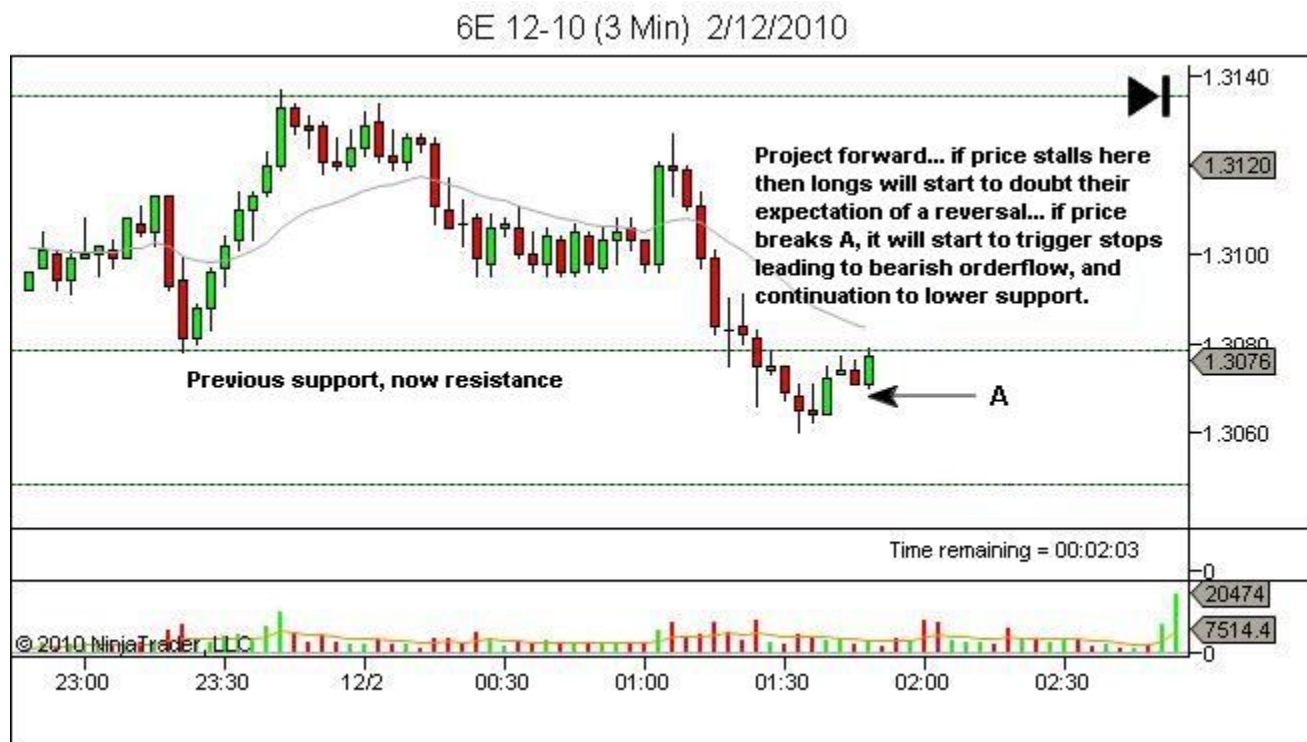 6E 12-10 (3 Min) 2/12/2010
1.3140
Project forward... if price stalls here
then longs will start to doubt their
expectation of a reversal... if price
breaks A, it will start to trigger stops
leading to bearish orderflow, and
continuation to lower support.
1.3120
1.3100
1.3080
1.3076
Previous support, now resistance
A
1.3060
Time remaining = 00:02:03
0
20474
7514.4
0
© 2010 NinjaTrader, LLC
23:00 23:30 12/2 00:30 01:00 01:30 02:00 02:30